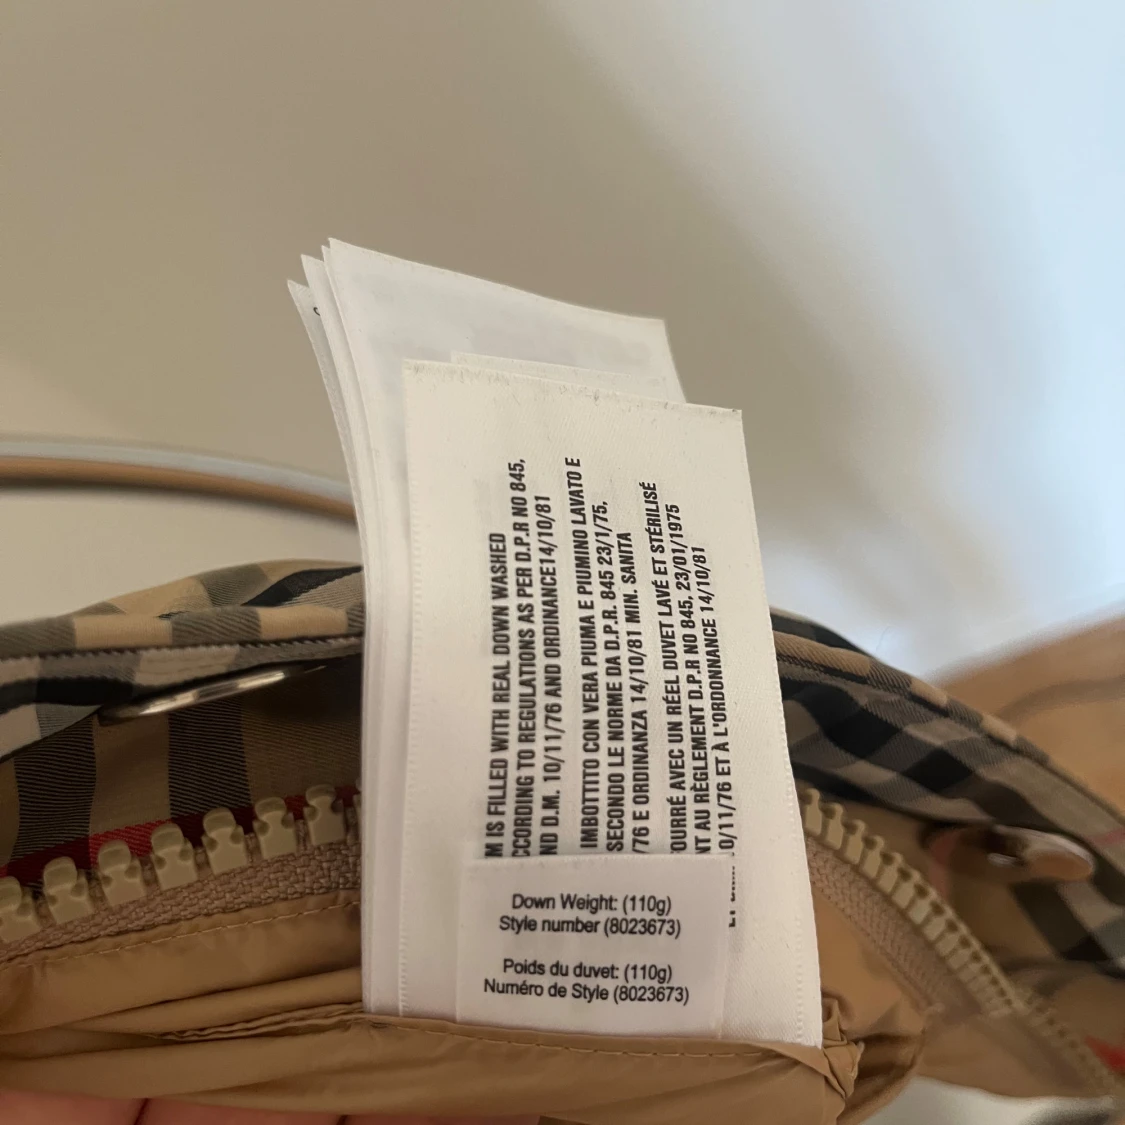 M IS FILLED WITH REAL DOWN WASHED
CCORDING TO REGULATIONS AS PER D.P.R NO 845,
ND D.M. 10/11/76 AND ORDINANCE14/10/81
IMBOTTITO CON VERA PIUMA E PIUMINO LAVATO E
SECONDO LE NORME DA D.P.R. 845 23/1/75,
/76 E ORDINANZA 14/10/81 MIN. SANITA
OURRÉ AVEC UN RÉEL DUVET LAVÉ ET STÉRILISÉ
NT AU RÈGLEMENT D.P.R NO 845, 23/01/1975
0/11/76 ET À L'ORDONNANCE 14/10/81
Down Weight: (110g)
Style number (8023673)
Poids du duvet: (110g)
Numéro de Style (8023673)